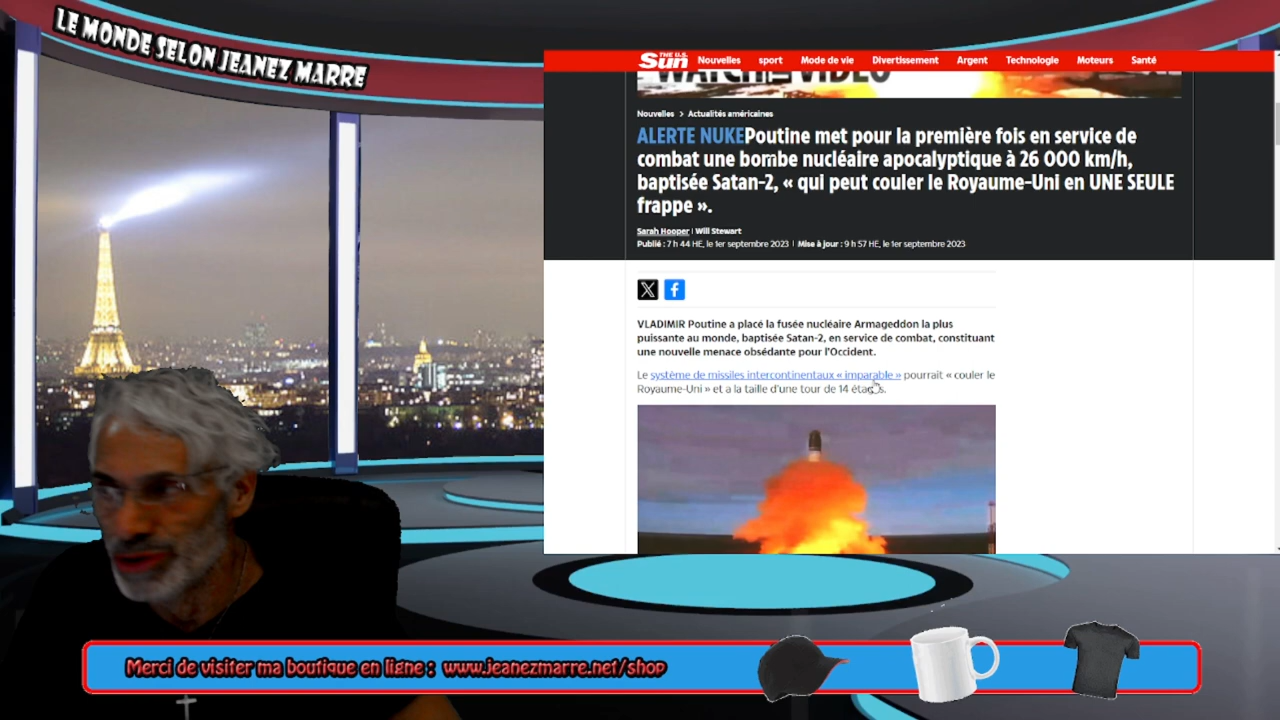 LE MONDE SELON JEANEZ MARRE
THE U.S. Sun Nouvelles sport Mode de vie Divertissement Argent Technologie Moteurs Santé
WATCH VIDEO
Nouvelles > Actualités américaines
ALERTE NUKEPoutine met pour la première fois en service de
combat une bombe nucléaire apocalyptique à 26 000 km/h,
baptisée Satan-2, « qui peut couler le Royaume-Uni en UNE SEULE
frappe ».
Sarah Hooper | Will Stewart
Publié : 7 h 44 HE, le 1er septembre 2023 | Mise à jour : 9 h 57 HE, le 1er septembre 2023
VLADIMIR Poutine a placé la fusée nucléaire Armageddon la plus
puissante au monde, baptisée Satan-2, en service de combat, constituant
une nouvelle menace obsédante pour l'Occident.
Le système de missiles intercontinentaux « imparable » pourrait « couler le
Royaume-Uni » et a la taille d'une tour de 14 étages.
Merci de visiter ma boutique en ligne : www.jeanezmarre.net/shop